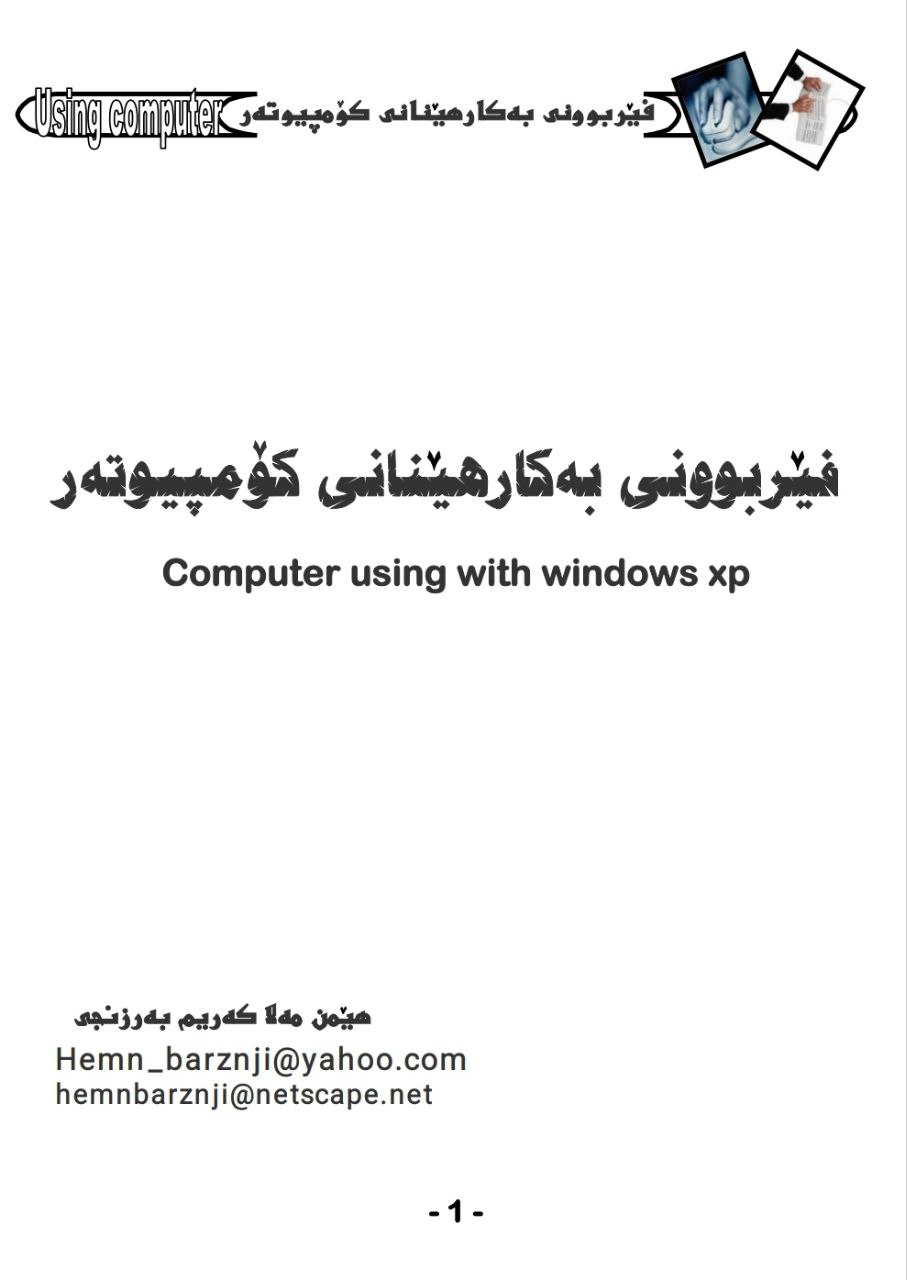 فێربوونی بەکارهێنانی کۆمپیوتەر Using computer
فێربوونی بەکارهێنانی کۆمپیوتەر
Computer using with windows xp
هێمن مەلا کەریم بەرزنجی
Hemn_barznji@yahoo.com
hemnbarznji@netscape.net
- 1 -